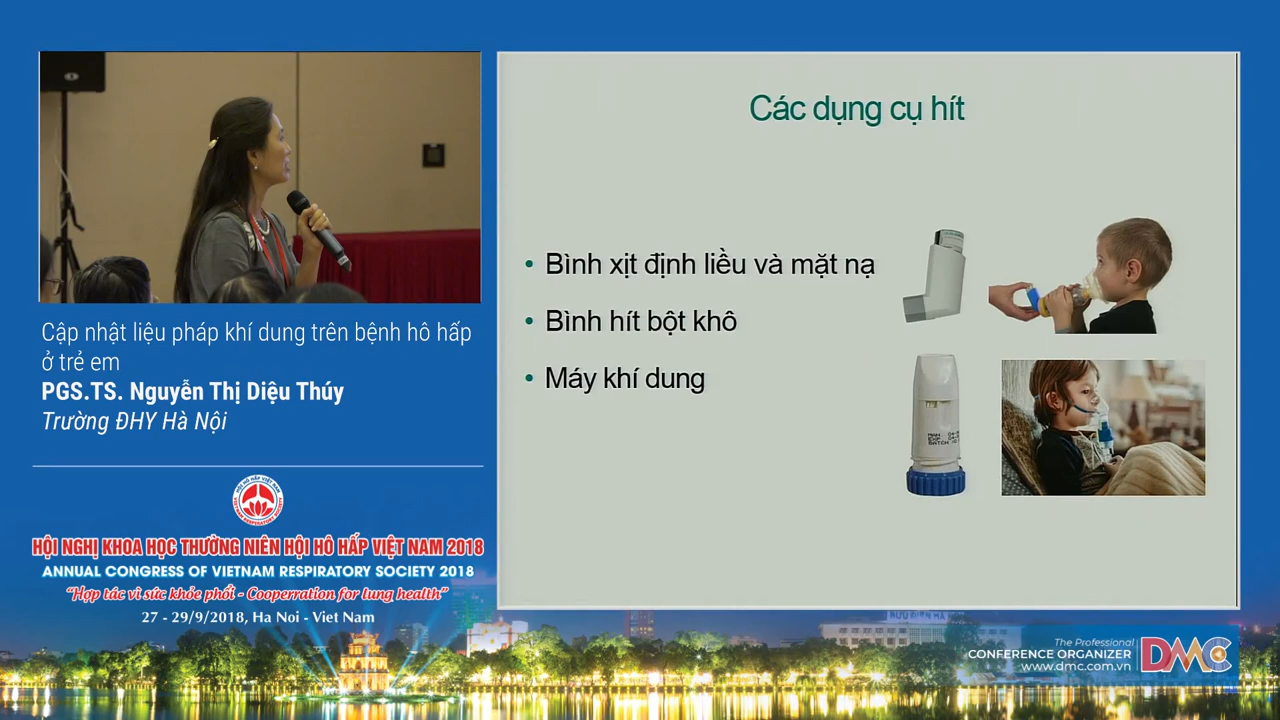 Các dụng cụ hít
• Bình xịt định liều và mặt nạ
• Bình hít bột khô
• Máy khí dung
Cập nhật liệu pháp khí dung trên bệnh hô hấp
ở trẻ em
PGS.TS. Nguyễn Thị Diệu Thúy
Trường ĐHY Hà Nội
HỘI NGHỊ KHOA HỌC THƯỜNG NIÊN HỘI HÔ HẤP VIỆT NAM 2018
ANNUAL CONGRESS OF VIETNAM RESPIRATORY SOCIETY 2018
"Hợp tác vì sức khỏe phổi - Cooperration for lung health"
27 - 29/9/2018, Ha Noi - Viet Nam
The Professional
CONFERENCE ORGANIZER
www.dmc.com.vn
DMC